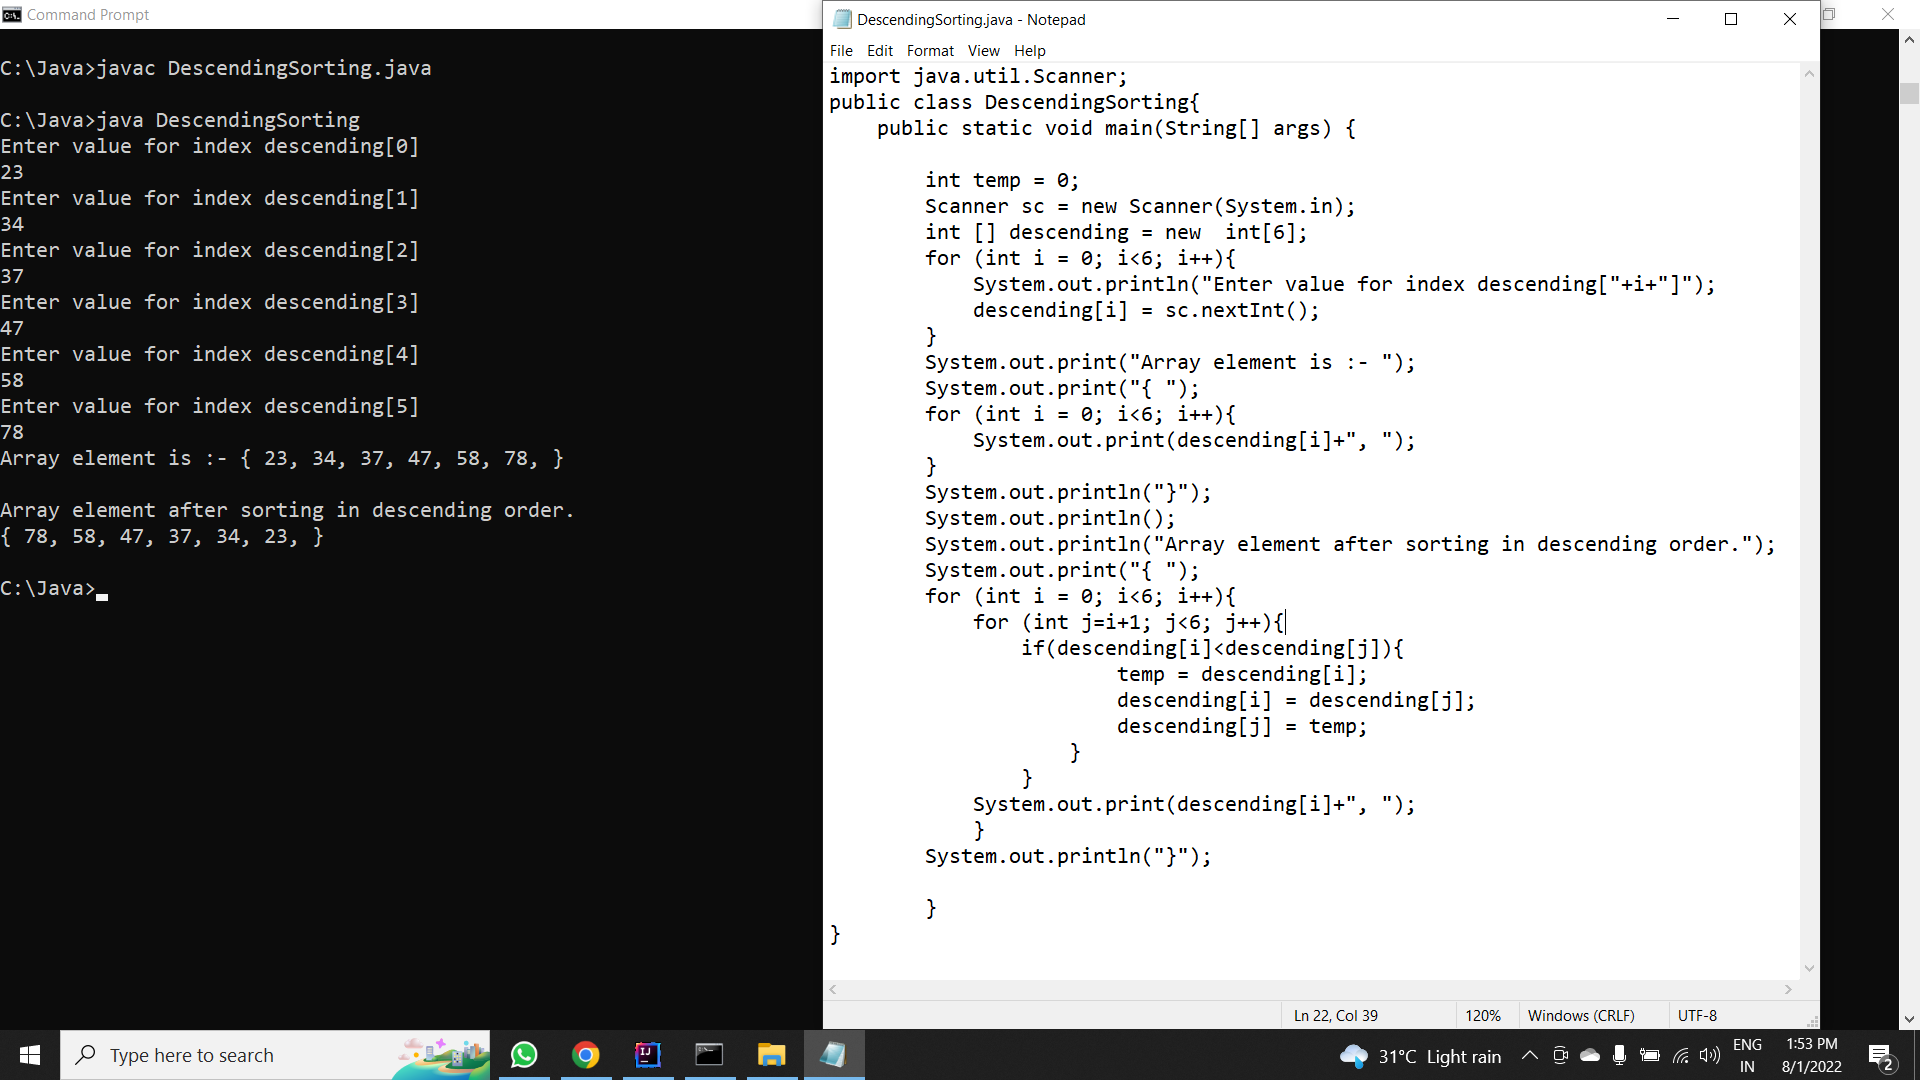 Command Prompt
C:\Java>javac DescendingSorting.java
C:\Java>java DescendingSorting
Enter value for index descending[0]
23
Enter value for index descending[1]
34
Enter value for index descending[2]
37
Enter value for index descending[3]
47
Enter value for index descending[4]
58
Enter value for index descending[5]
78
Array element is :- { 23, 34, 37, 47, 58, 78, }
Array element after sorting in descending order.
{ 78, 58, 47, 37, 34, 23, }
C:\Java>
DescendingSorting.java - Notepad
File Edit Format View Help
import java.util.Scanner;
public class DescendingSorting{
    public static void main(String[] args) {
        int temp = 0;
        Scanner sc = new Scanner(System.in);
        int [] descending = new  int[6];
        for (int i = 0; i<6; i++){
            System.out.println("Enter value for index descending["+i+"]");
            descending[i] = sc.nextInt();
        }
        System.out.print("Array element is :- ");
        System.out.print("{ ");
        for (int i = 0; i<6; i++){
            System.out.print(descending[i]+", ");
        }
        System.out.println("}");
        System.out.println();
        System.out.println("Array element after sorting in descending order.");
        System.out.print("{ ");
        for (int i = 0; i<6; i++){
            for (int j=i+1; j<6; j++){
                if(descending[i]<descending[j]){
                        temp = descending[i];
                        descending[i] = descending[j];
                        descending[j] = temp;
                    }
                }
            System.out.print(descending[i]+", ");
            }
        System.out.println("}");
        }
}
Ln 22, Col 39 120% Windows (CRLF) UTF-8
Type here to search
IJ
31°C Light rain
ENG
IN
1:53 PM
8/1/2022
2